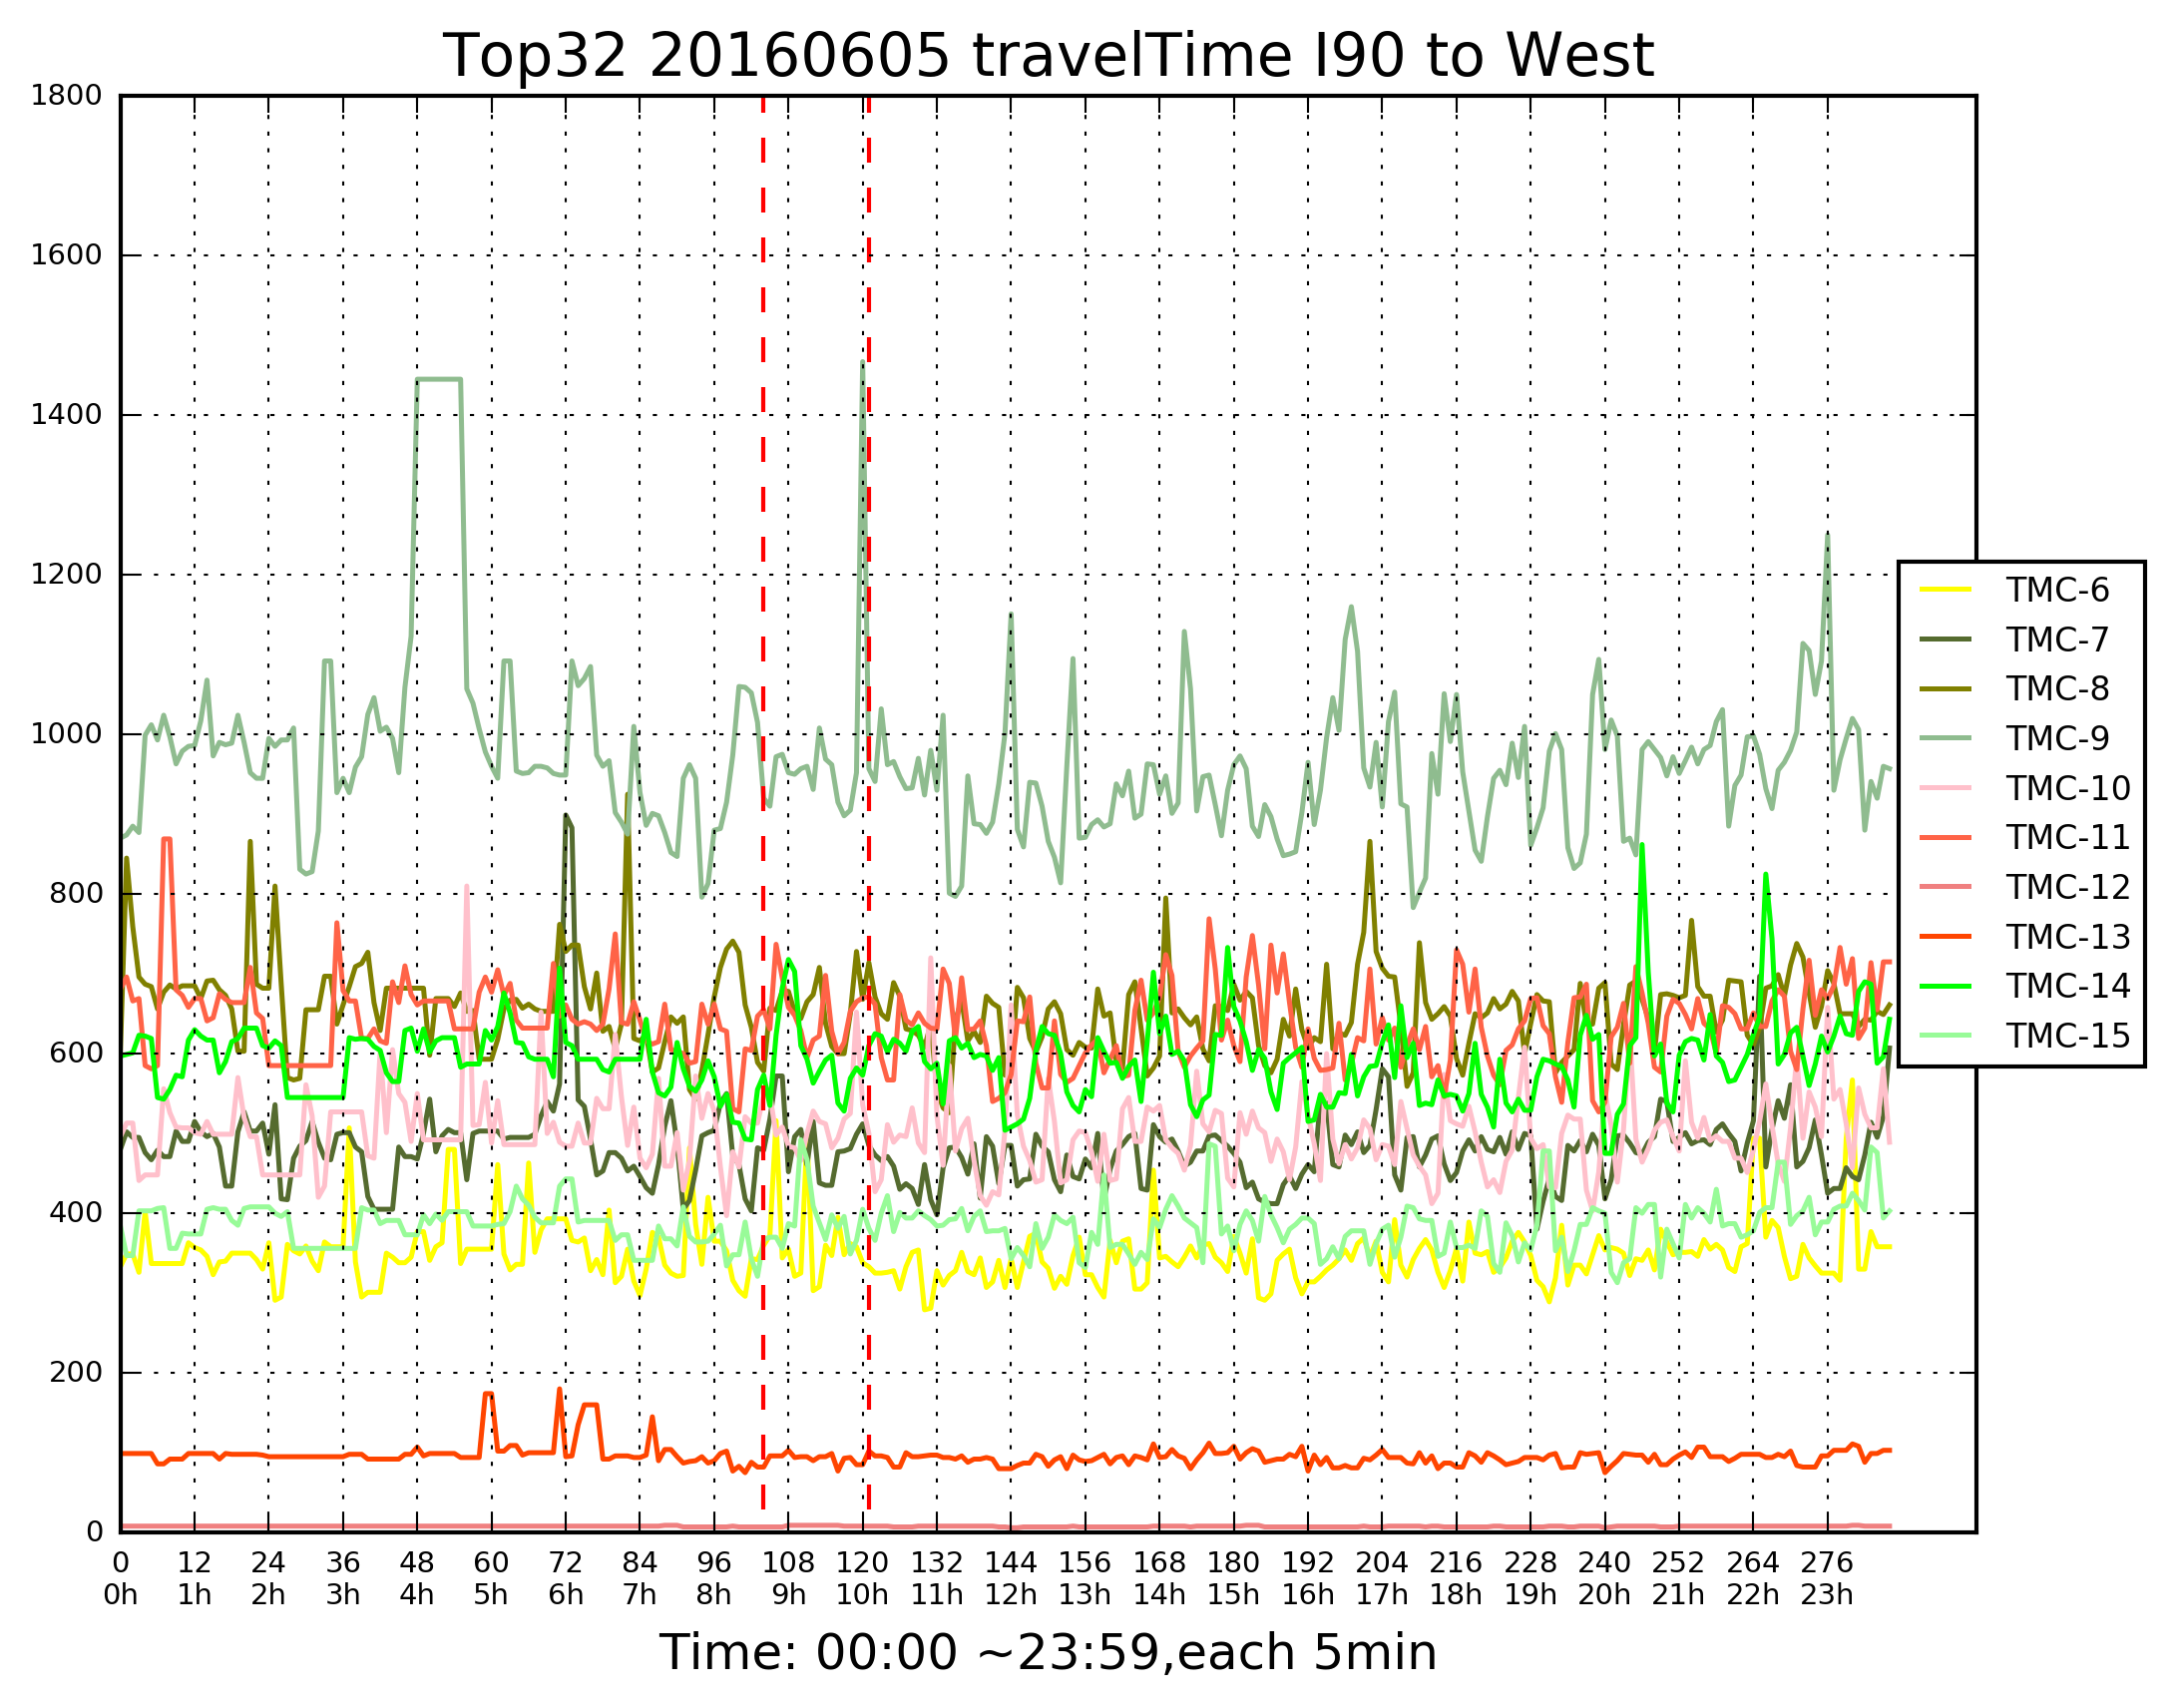 Top32 20160605 travelTime I90 to West
1800
1600
1400
1200
1000
800
600
400
200
0
TMC-6
TMC-7
TMC-8
TMC-9
TMC-10
TMC-11
TMC-12
TMC-13
TMC-14
TMC-15
0 12 24 36 48 60 72 84 96 108 120 132 144 156 168 180 192 204 216 228 240 252 264 276
0h 1h 2h 3h 4h 5h 6h 7h 8h 9h 10h 11h 12h 13h 14h 15h 16h 17h 18h 19h 20h 21h 22h 23h
Time: 00:00 ~23:59,each 5min